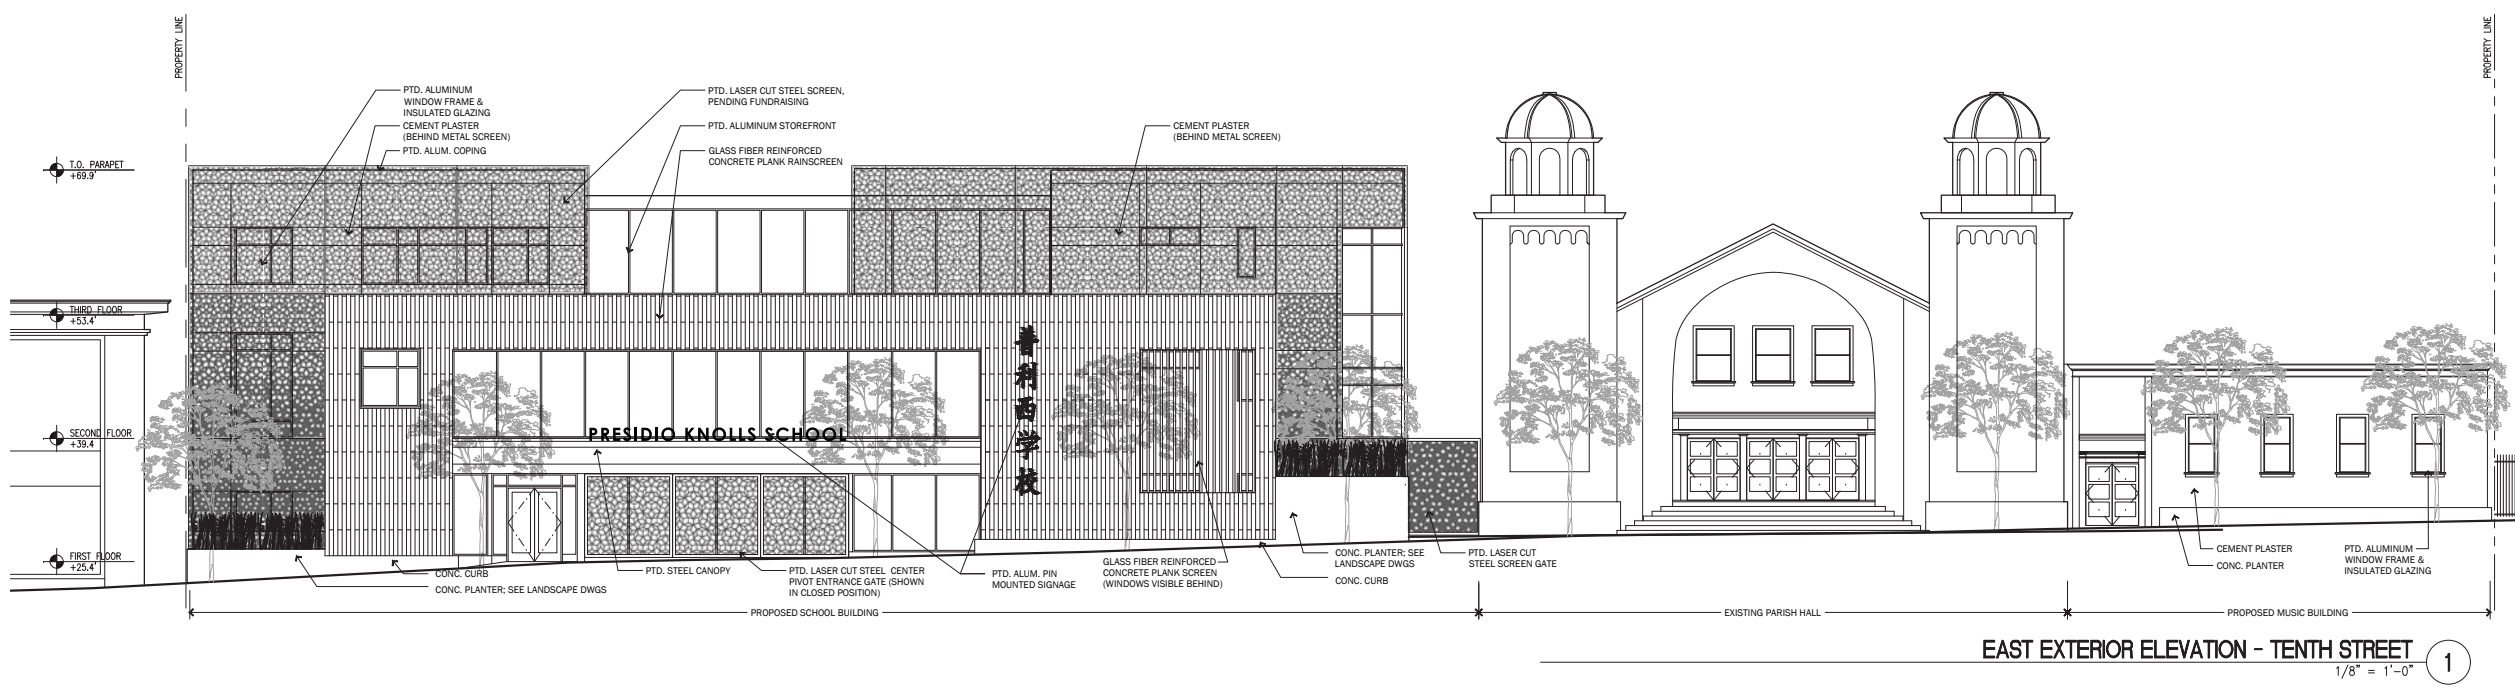 PROPERTY LINE
PROPERTY LINE
PTD. ALUMINUM
WINDOW FRAME &
INSULATED GLAZING
CEMENT PLASTER
(BEHIND METAL SCREEN)
PTD. ALUM. COPING
PTD. LASER CUT STEEL SCREEN,
PENDING FUNDRAISING
PTD. ALUMINUM STOREFRONT
GLASS FIBER REINFORCED
CONCRETE PLANK RAINSCREEN
CEMENT PLASTER
(BEHIND METAL SCREEN)
T.O. PARAPET
+69.9'
THIRD FLOOR
+53.4'
SECOND FLOOR
+39.4
FIRST FLOOR
+25.4'
PRESIDIO KNOLLS SCHOOL
普
利
西
学
校
CONC. CURB
CONC. PLANTER; SEE LANDSCAPE DWGS
PTD. STEEL CANOPY
PTD. LASER CUT STEEL CENTER
PIVOT ENTRANCE GATE (SHOWN
IN CLOSED POSITION)
PTD. ALUM. PIN
MOUNTED SIGNAGE
GLASS FIBER REINFORCED
CONCRETE PLANK SCREEN
(WINDOWS VISIBLE BEHIND)
CONC. PLANTER; SEE
LANDSCAPE DWGS
CONC. CURB
PTD. LASER CUT
STEEL SCREEN GATE
CEMENT PLASTER
CONC. PLANTER
PTD. ALUMINUM
WINDOW FRAME &
INSULATED GLAZING
PROPOSED SCHOOL BUILDING
EXISTING PARISH HALL
PROPOSED MUSIC BUILDING
EAST EXTERIOR ELEVATION - TENTH STREET
1/8" = 1'-0"
1